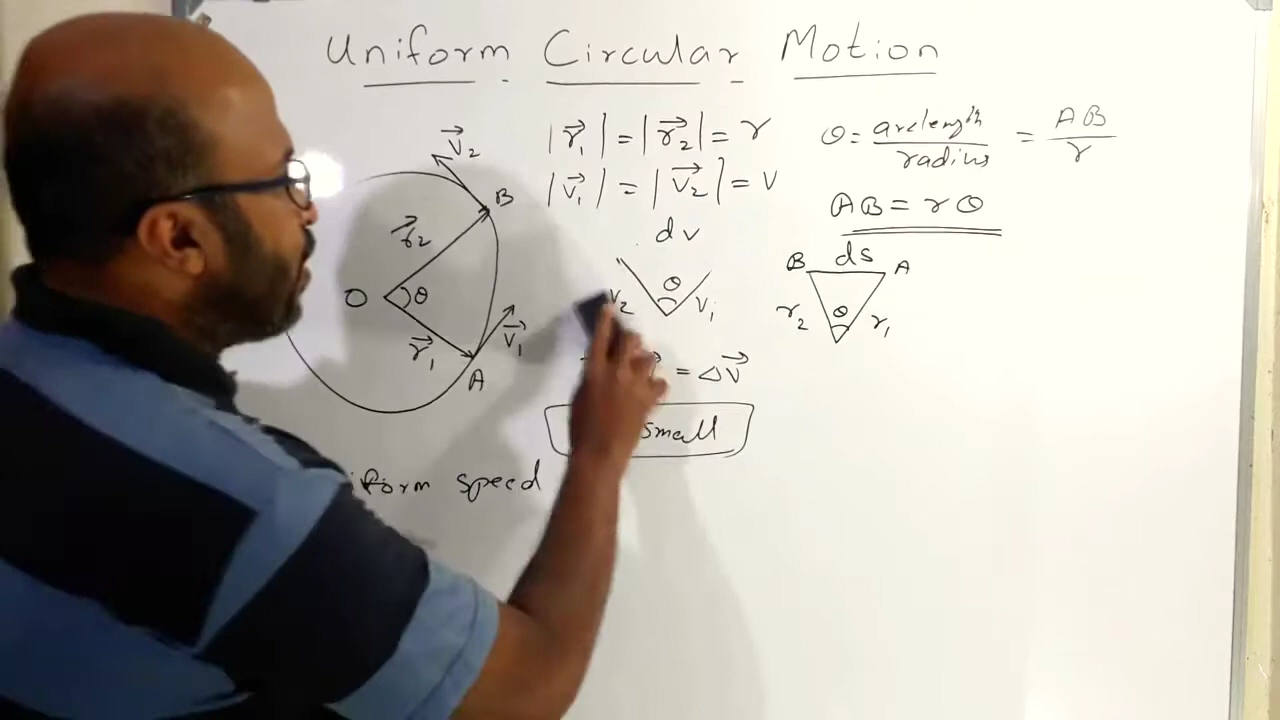 Uniform Circular Motion
|r⃗₁| = |r⃗₂| = r
|v⃗₁| = |v⃗₂| = v
θ = arclength / radius = AB / r
AB = rθ
v⃗₂
B
r⃗₂
O
θ
r⃗₁
v⃗₁
A
dv
θ
v₂
v₁
B
ds
A
r₂
θ
r₁
= Δv⃗
small
speed